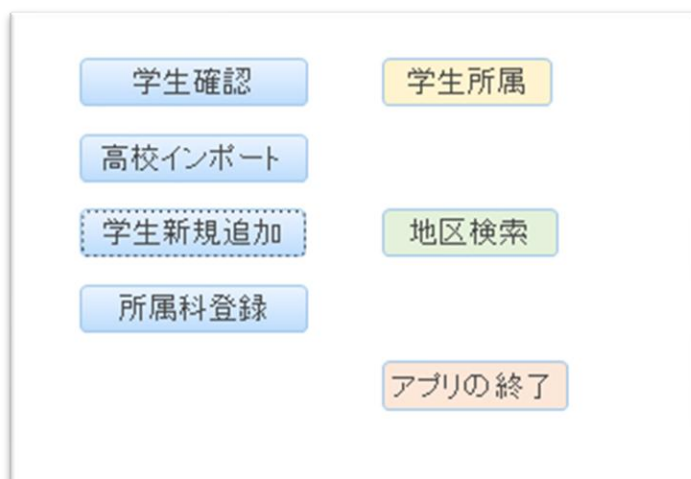 学生確認
学生所属
高校インポート
学生新規追加
地区検索
所属科登録
アプリの終了